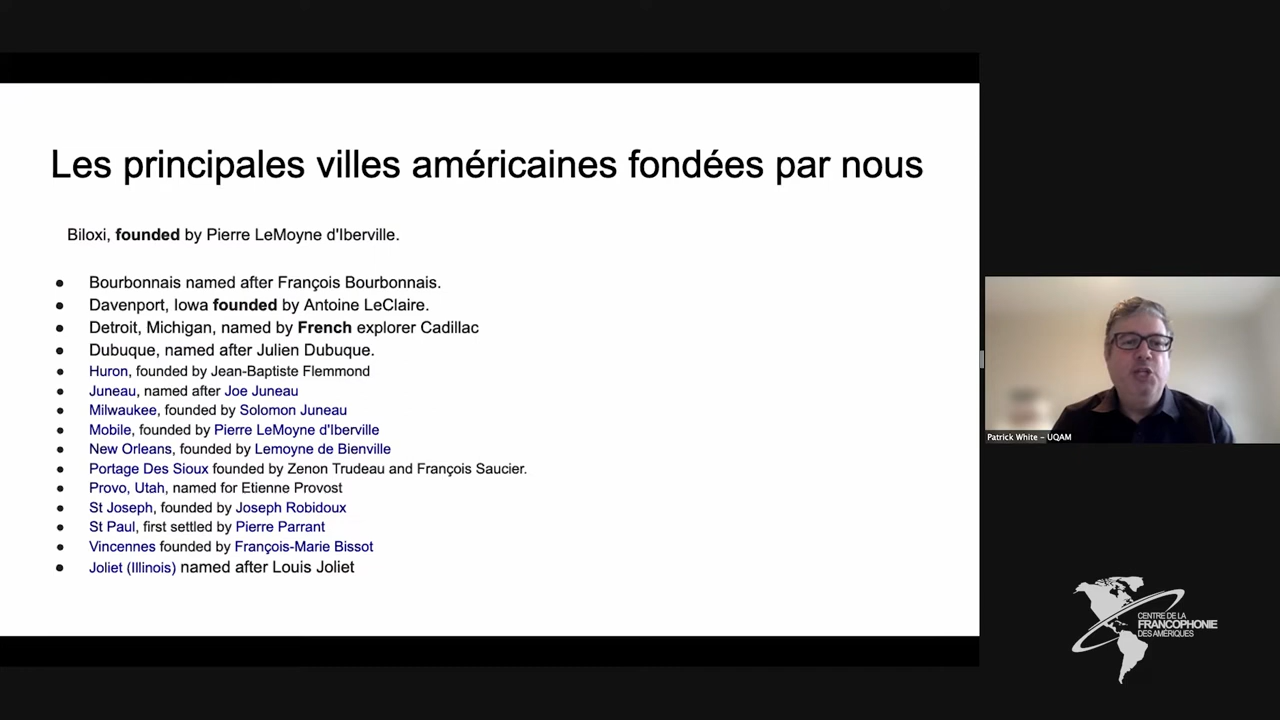 Les principales villes américaines fondées par nous
Biloxi, founded by Pierre LeMoyne d'Iberville.
● Bourbonnais named after François Bourbonnais.
● Davenport, Iowa founded by Antoine LeClaire.
● Detroit, Michigan, named by French explorer Cadillac
● Dubuque, named after Julien Dubuque.
● Huron, founded by Jean-Baptiste Flemmond
● Juneau, named after Joe Juneau
● Milwaukee, founded by Solomon Juneau
● Mobile, founded by Pierre LeMoyne d'Iberville
● New Orleans, founded by Lemoyne de Bienville
● Portage Des Sioux founded by Zenon Trudeau and François Saucier.
● Provo, Utah, named for Etienne Provost
● St Joseph, founded by Joseph Robidoux
● St Paul, first settled by Pierre Parrant
● Vincennes founded by François-Marie Bissot
● Joliet (Illinois) named after Louis Joliet
Patrick White – UQAM
CENTRE DE LA
FRANCOPHONIE
DES AMÉRIQUES